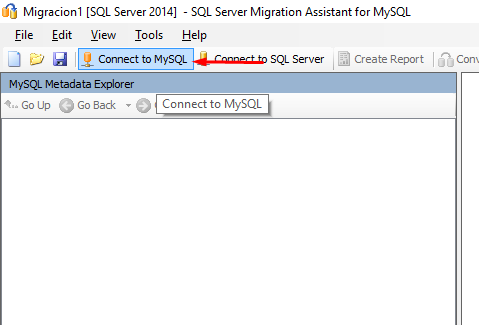 Migracion1 [SQL Server 2014] - SQL Server Migration Assistant for MySQL
File Edit View Tools Help
Connect to MySQL Connect to SQL Server Create Report Conv
MySQL Metadata Explorer
Go Up Go Back
Connect to MySQL